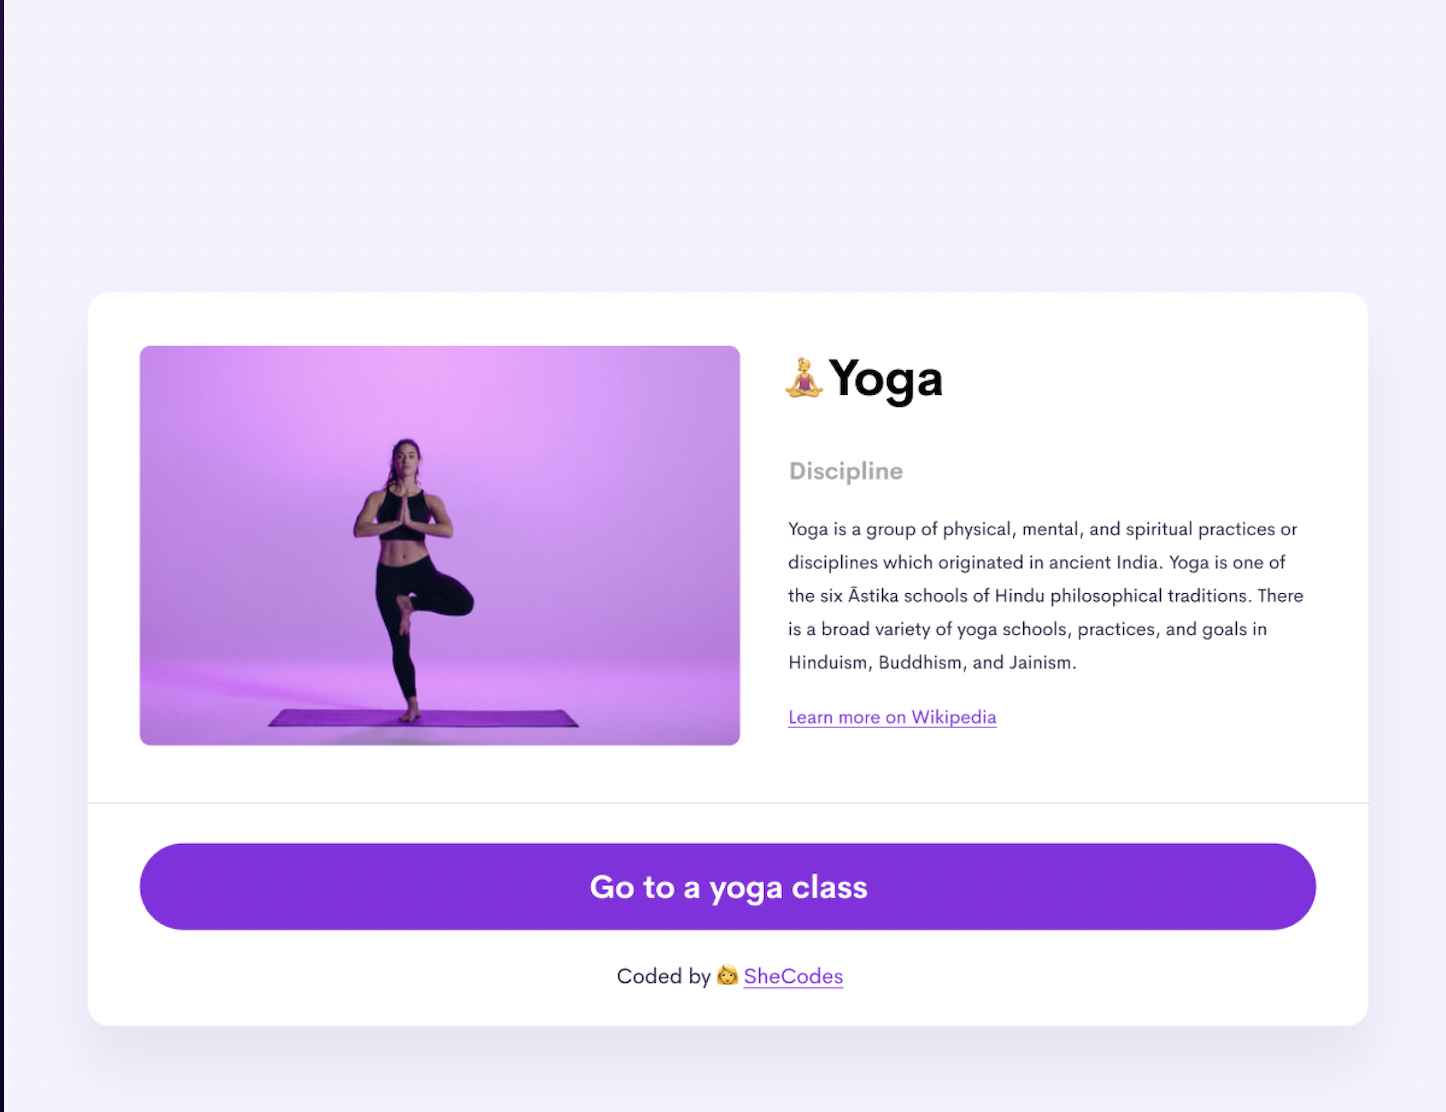 🧘‍♀️Yoga
Discipline
Yoga is a group of physical, mental, and spiritual practices or
disciplines which originated in ancient India. Yoga is one of
the six Āstika schools of Hindu philosophical traditions. There
is a broad variety of yoga schools, practices, and goals in
Hinduism, Buddhism, and Jainism.
Learn more on Wikipedia
Go to a yoga class
Coded by 👩 SheCodes